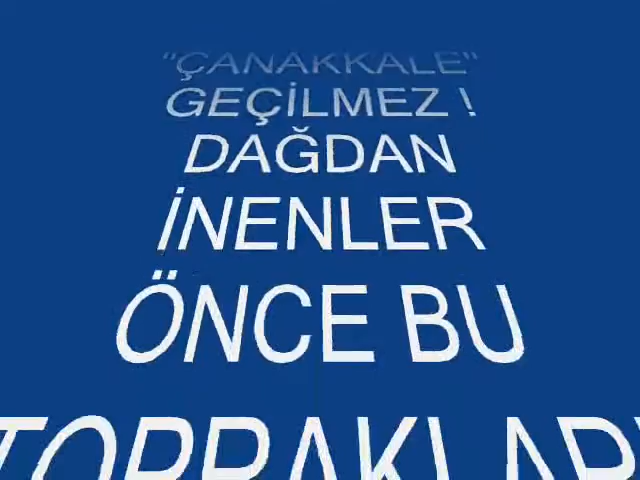 "ÇANAKKALE"
GEÇİLMEZ !
DAĞDAN
İNENLER
ÖNCE BU